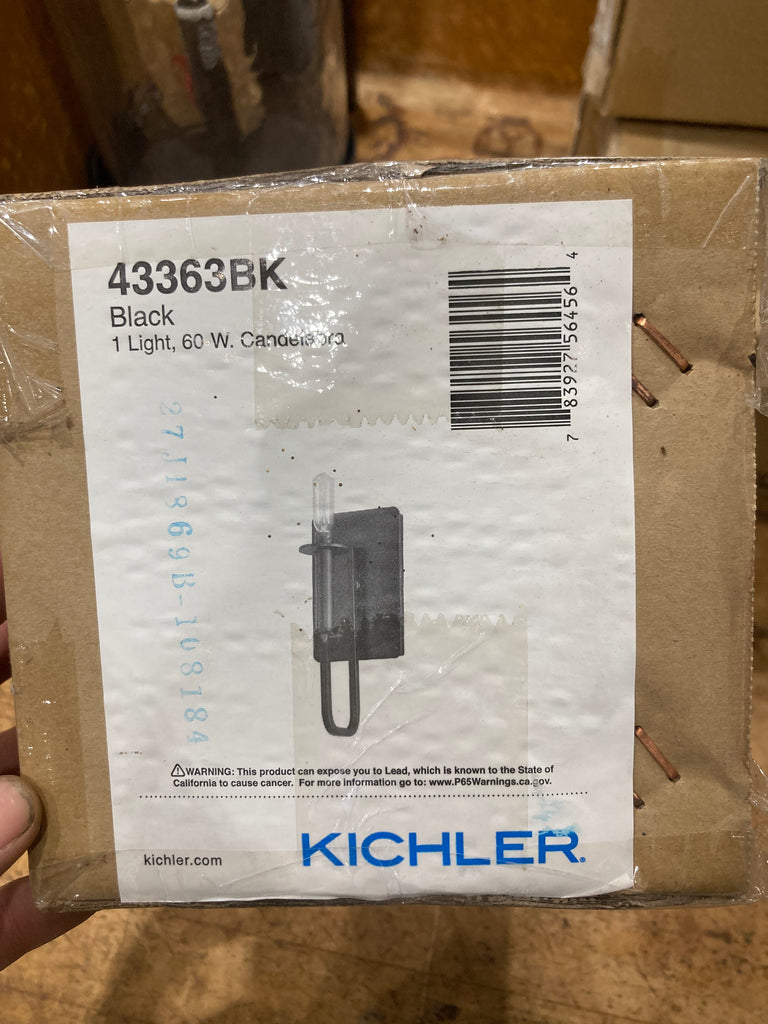 43363BK
Black
1 Light, 60 W. Candelabra
7 83927 56456 4
27J1869B-108184
⚠WARNING: This product can expose you to Lead, which is known to the State of
California to cause cancer. For more information go to: www.P65Warnings.ca.gov.
kichler.com
KICHLER.